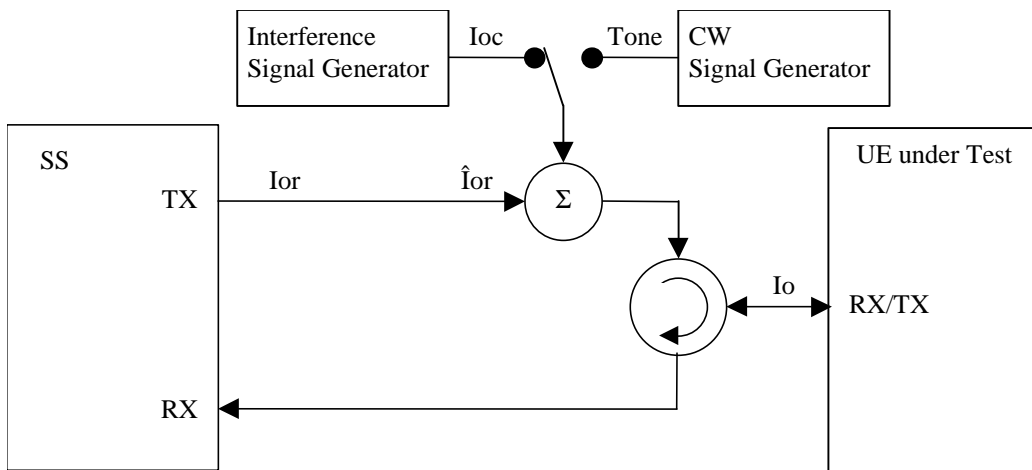 Interference
Signal Generator
Ioc
Tone
CW
Signal Generator
SS
UE under Test
TX
Ior
Îor
Σ
Io
RX/TX
RX